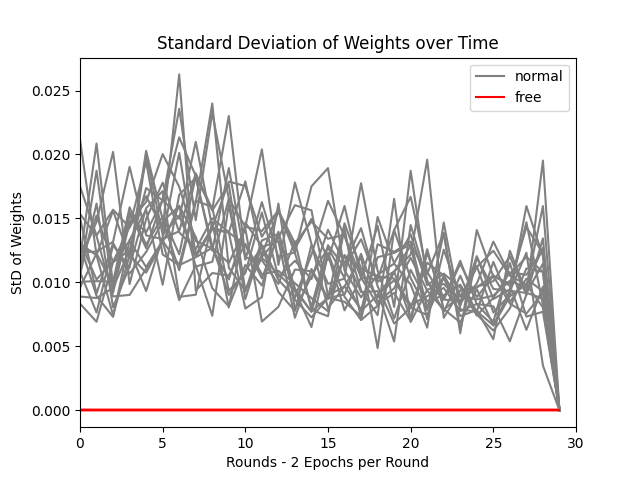 Standard Deviation of Weights over Time
normal
free
StD of Weights
0.025
0.020
0.015
0.010
0.005
0.000
0
5
10
15
20
25
30
Rounds - 2 Epochs per Round